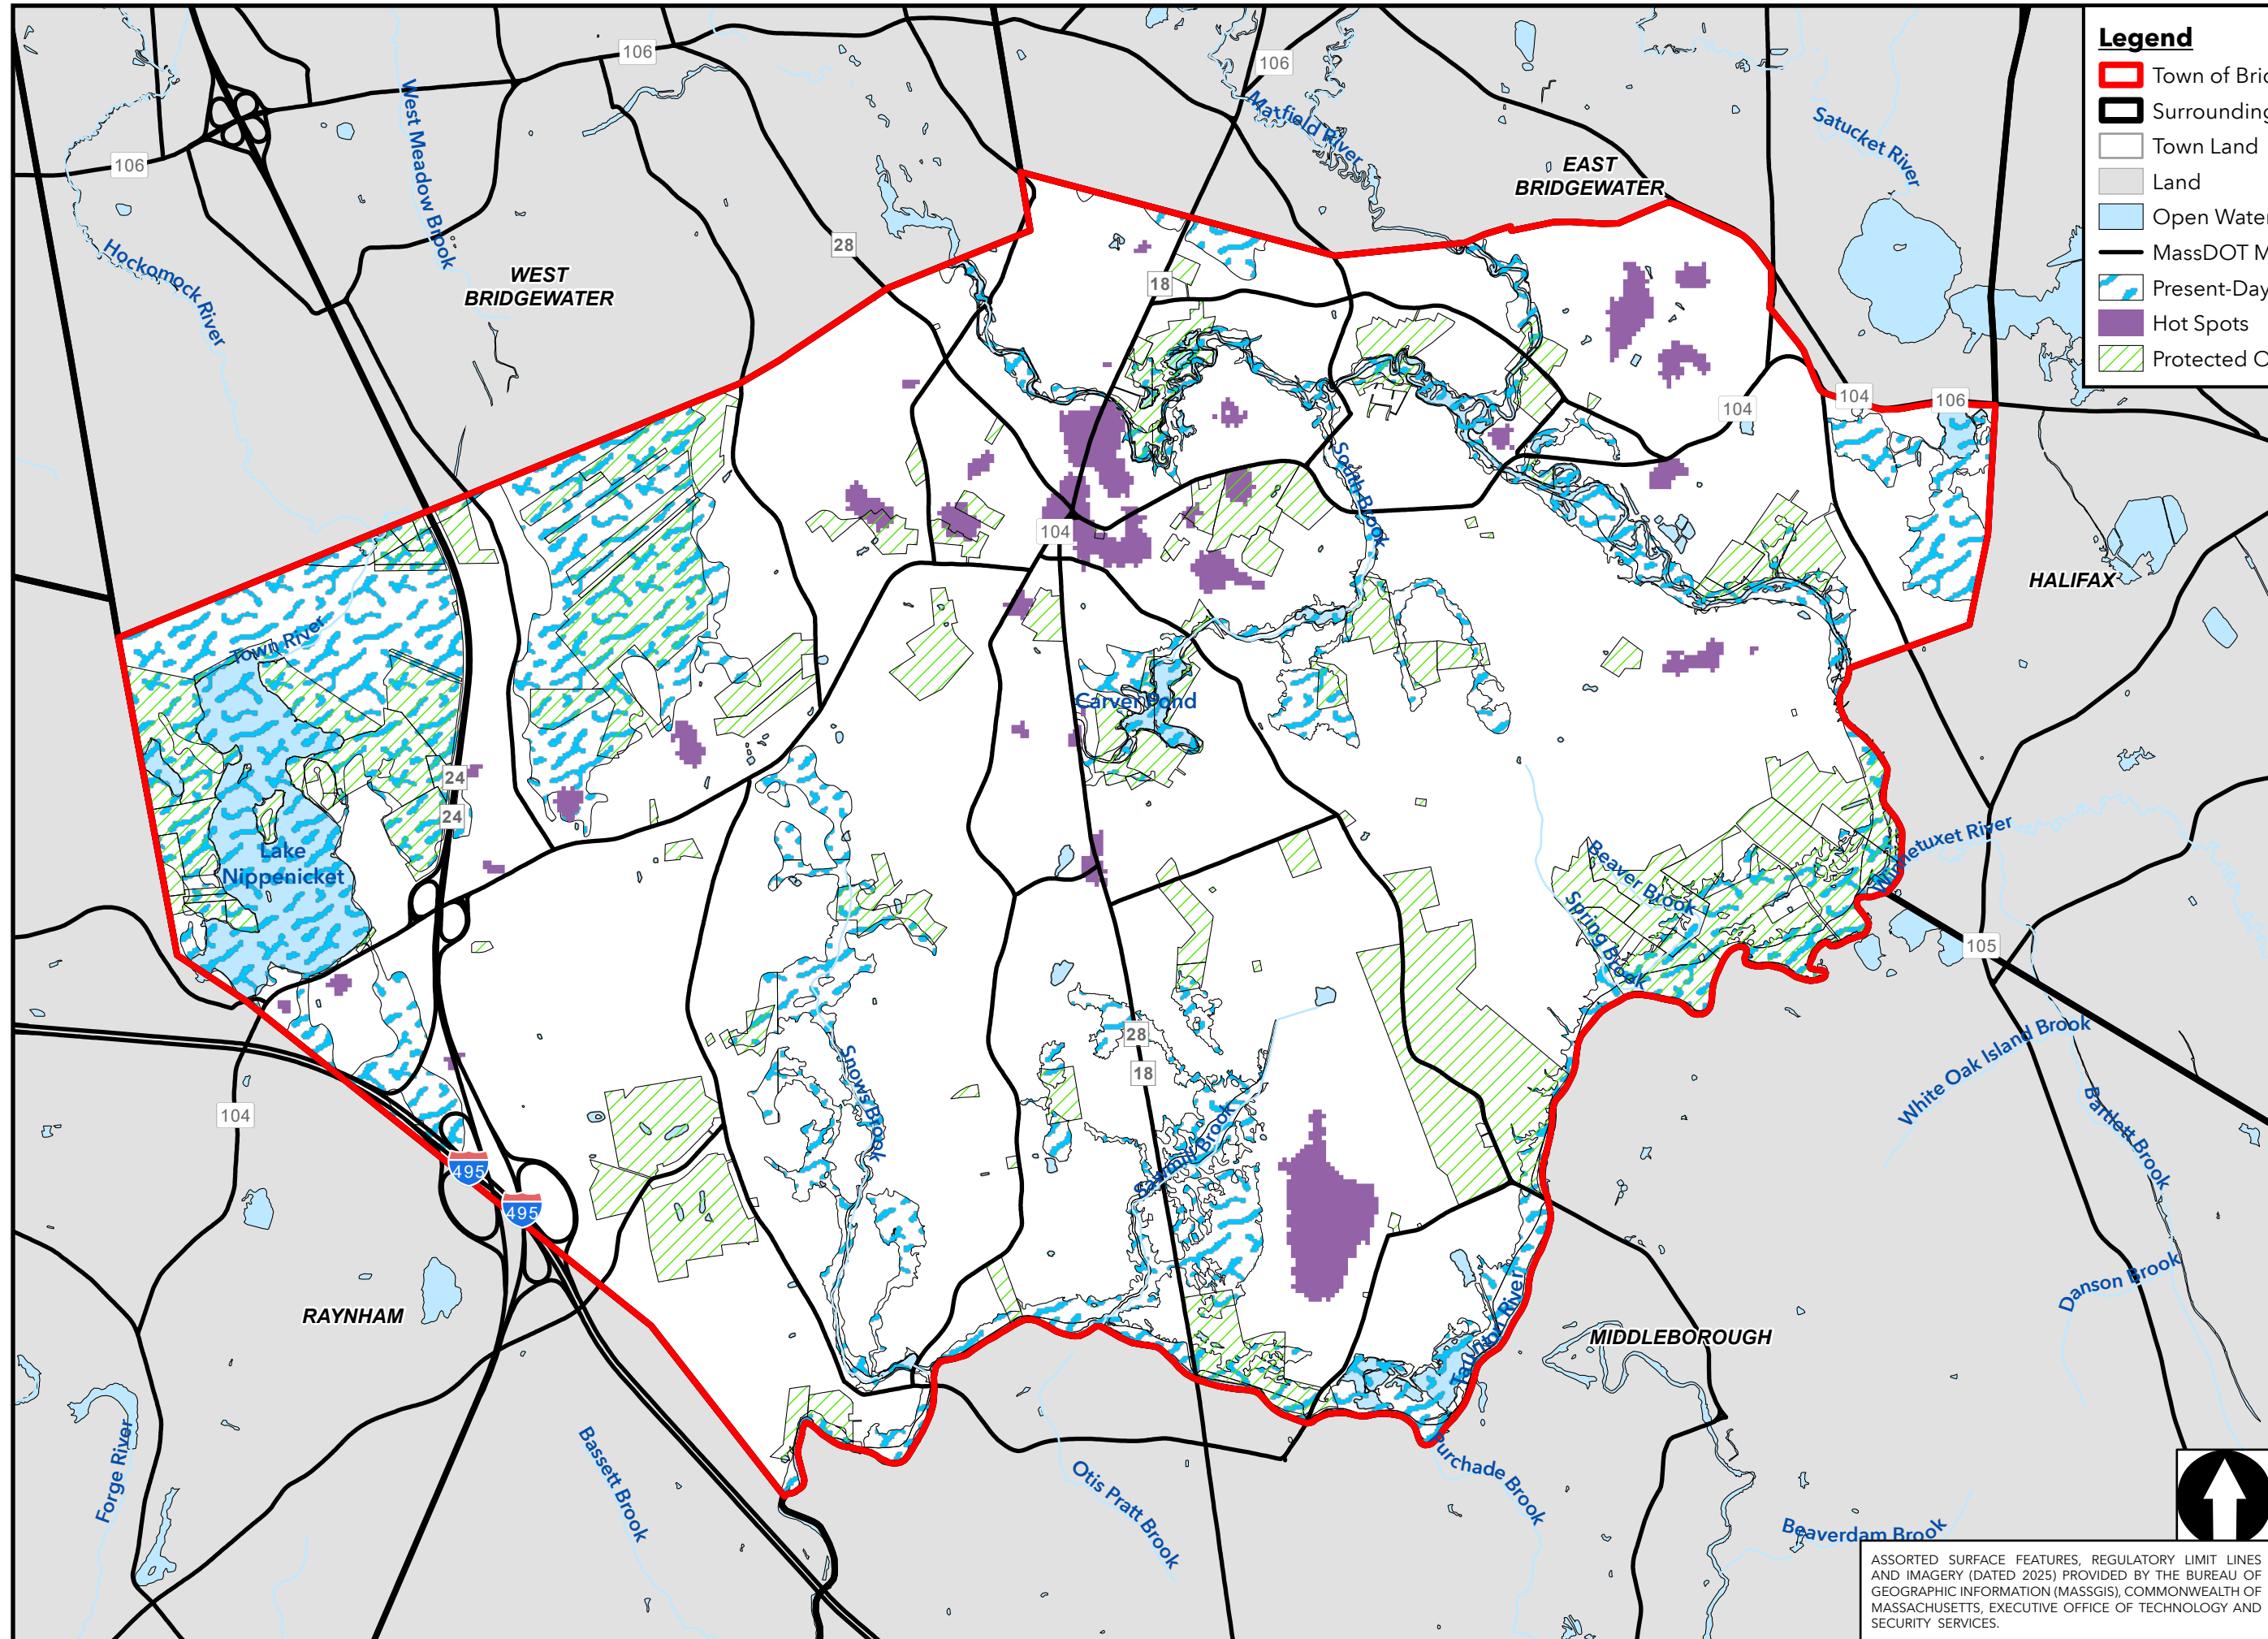 Legend
Town of Bri
Surrounding
Town Land
Land
Open Water
MassDOT M
Present-Day
Hot Spots
Protected O
106
106
106
West Meadow Brook
Matfield River
Satucket River
EAST
BRIDGEWATER
Hockomock River
WEST
BRIDGEWATER
28
18
104
104
106
South Brook
104
HALIFAX
Town River
Carver Pond
24
24
Lake
Nippenicket
Beaver Brook
Winnetuxet River
Spring Brook
105
28
18
Snows Brook
White Oak Island Brook
Bartlett Brook
104
Sawmill Brook
495
495
RAYNHAM
Taunton River
MIDDLEBOROUGH
Danson Brook
Forge River
Bassett Brook
Otis Pratt Brook
Purchade Brook
Beaverdam Brook
ASSORTED SURFACE FEATURES, REGULATORY LIMIT LINES
AND IMAGERY (DATED 2025) PROVIDED BY THE BUREAU OF
GEOGRAPHIC INFORMATION (MASSGIS), COMMONWEALTH OF
MASSACHUSETTS, EXECUTIVE OFFICE OF TECHNOLOGY AND
SECURITY SERVICES.